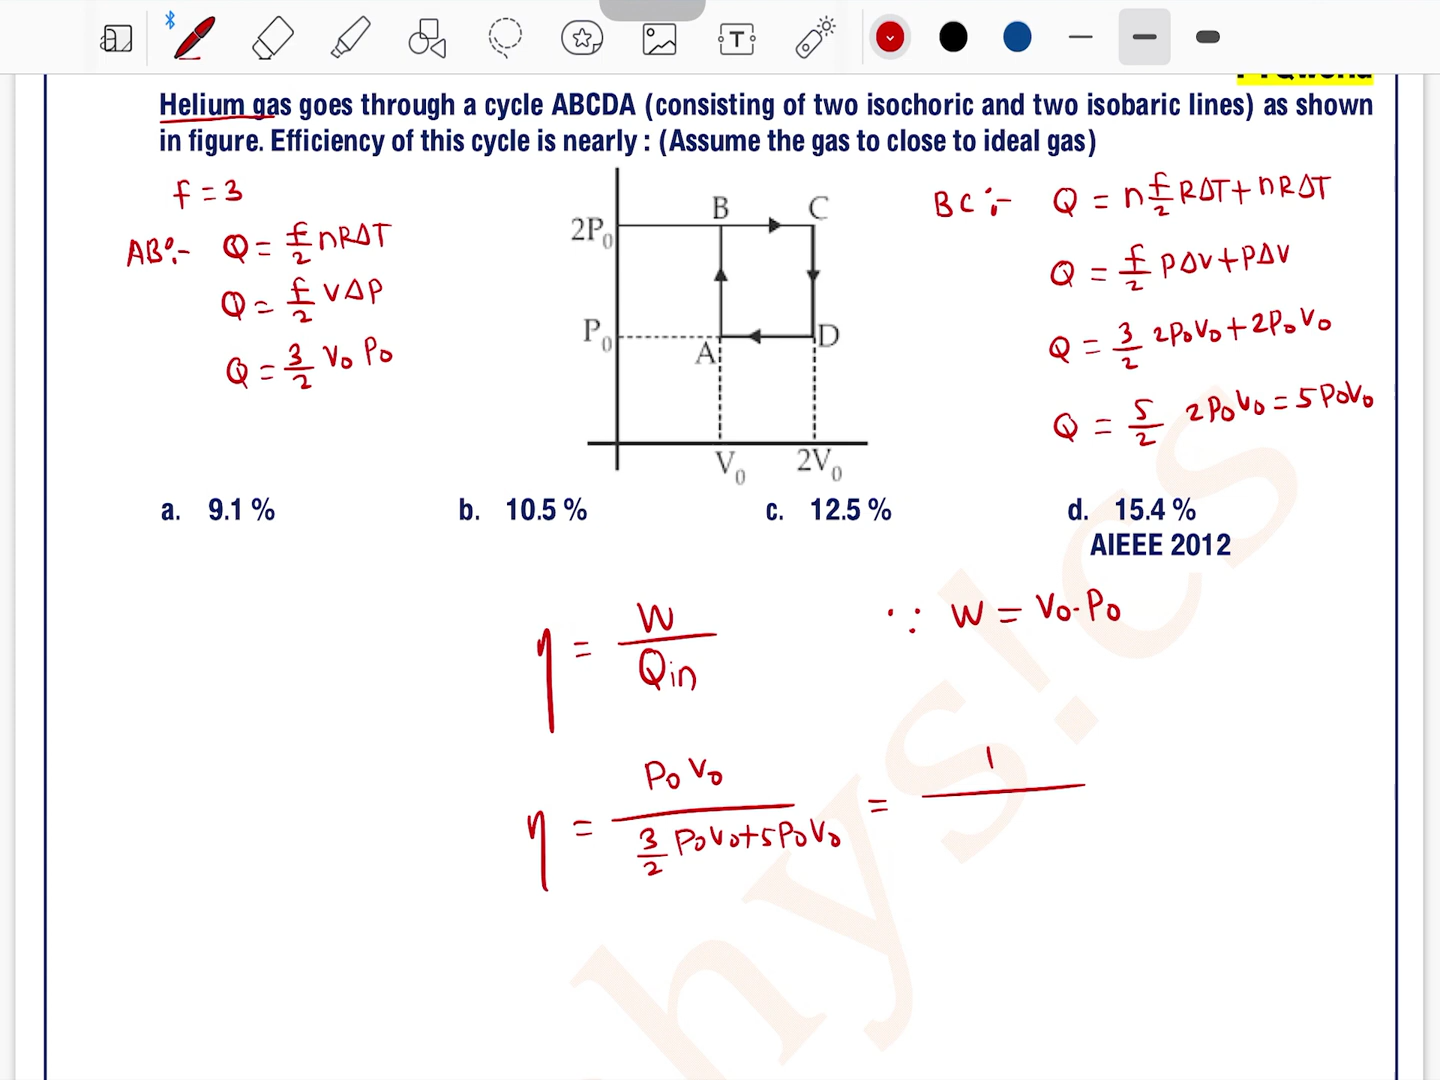 Helium gas goes through a cycle ABCDA (consisting of two isochoric and two isobaric lines) as shown
in figure. Efficiency of this cycle is nearly : (Assume the gas to close to ideal gas)
f = 3
AB:- Q = f/2 nRΔT
Q = f/2 VΔP
Q = 3/2 V₀ P₀
B C
2P₀
P₀
A D
V₀ 2V₀
BC:- Q = n f/2 RΔT + nRΔT
Q = f/2 PΔV + PΔV
Q = 3/2 2P₀V₀ + 2P₀V₀
Q = 5/2 2P₀V₀ = 5P₀V₀
a. 9.1 % b. 10.5 % c. 12.5 % d. 15.4 %
AIEEE 2012
η = W/Qin ∵ W = V₀·P₀
η = P₀V₀ / (3/2 P₀V₀ + 5P₀V₀) = 1/
hys!cs